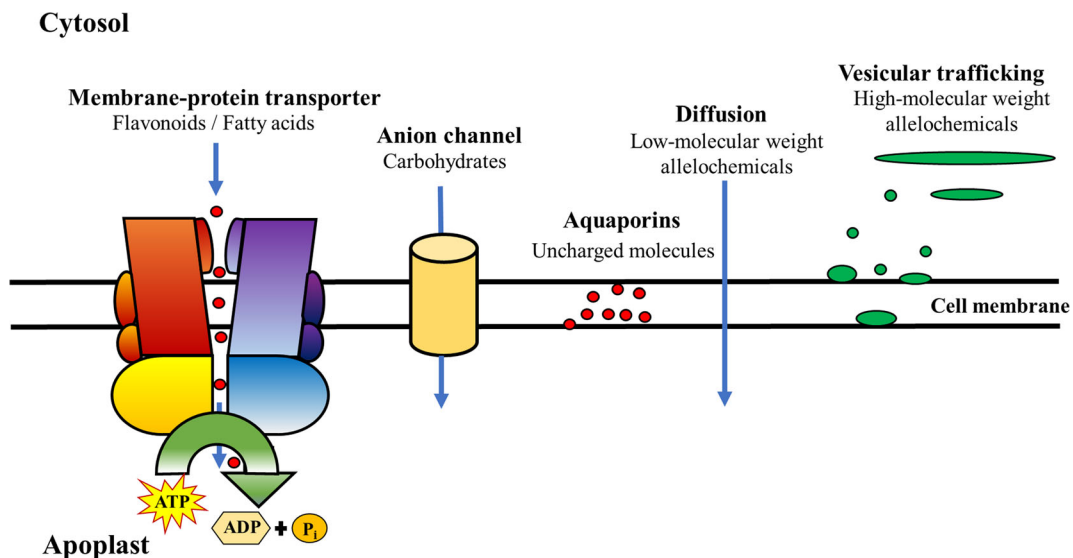 Cytosol
Membrane-protein transporter
Flavonoids / Fatty acids
Anion channel
Carbohydrates
Aquaporins
Uncharged molecules
Diffusion
Low-molecular weight
allelochemicals
Vesicular trafficking
High-molecular weight
allelochemicals
Cell membrane
ATP
ADP + Pi
Apoplast